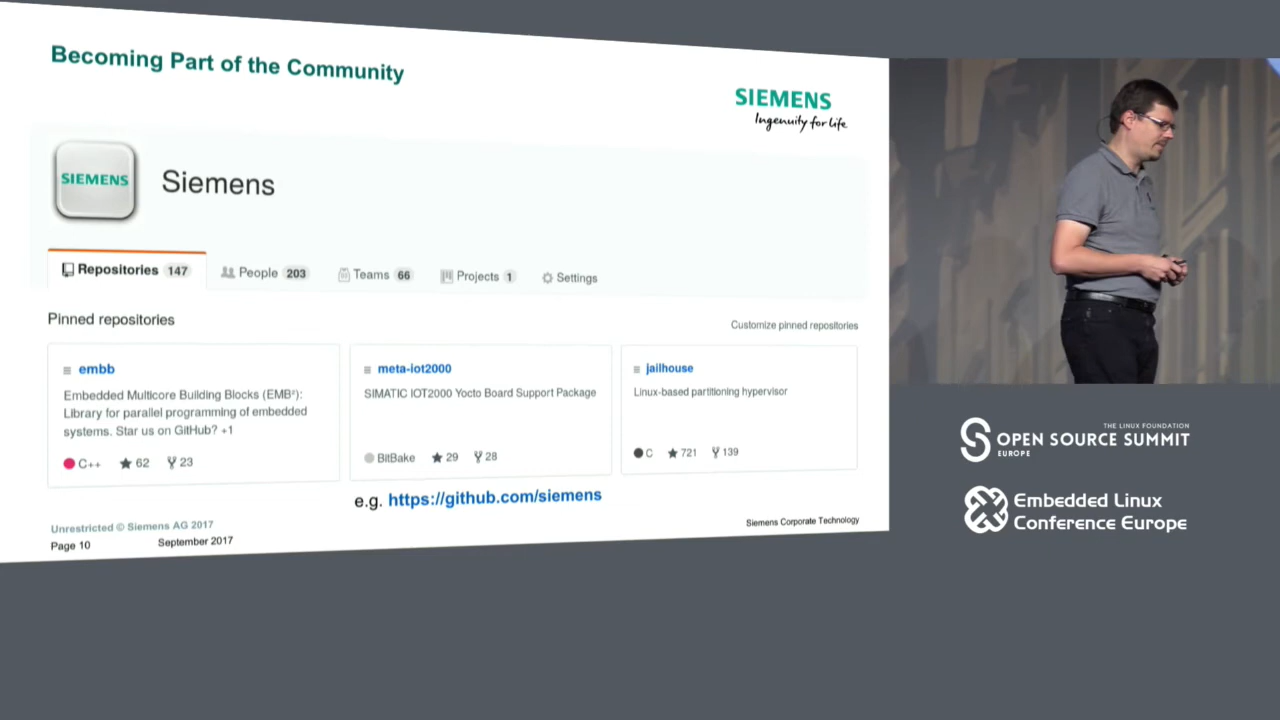 Becoming Part of the Community
SIEMENS
Ingenuity for life
SIEMENS
Siemens
Repositories 147
People 203
Teams 66
Projects 1
Settings
Pinned repositories
Customize pinned repositories
embb
Embedded Multicore Building Blocks (EMB²):
Library for parallel programming of embedded
systems. Star us on GitHub? +1
C++ 62 23
meta-iot2000
SIMATIC IOT2000 Yocto Board Support Package
BitBake 29 28
jailhouse
Linux-based partitioning hypervisor
C 721 139
e.g. https://github.com/siemens
Unrestricted © Siemens AG 2017
Page 10 September 2017
Siemens Corporate Technology
THE LINUX FOUNDATION
OPEN SOURCE SUMMIT
EUROPE
Embedded Linux
Conference Europe